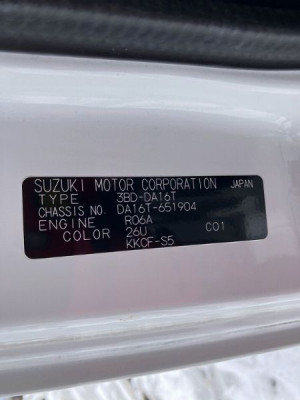 SUZUKI MOTOR CORPORATION JAPAN
TYPE 3BD-DA16T
CHASSIS NO. DA16T-651904
ENGINE R06A
COLOR 26U C01
KKCF-S5